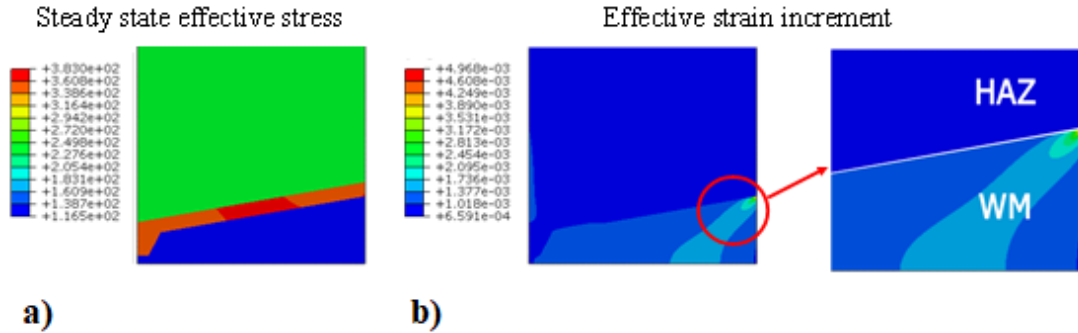 Steady state effective stress
Effective strain increment
+3.830e+02
+3.608e+02
+3.386e+02
+3.164e+02
+2.942e+02
+2.720e+02
+2.498e+02
+2.276e+02
+2.054e+02
+1.831e+02
+1.609e+02
+1.387e+02
+1.165e+02
+4.968e-03
+4.608e-03
+4.249e-03
+3.890e-03
+3.531e-03
+3.172e-03
+2.813e-03
+2.454e-03
+2.095e-03
+1.736e-03
+1.377e-03
+1.018e-03
+6.591e-04
HAZ
WM
a)
b)